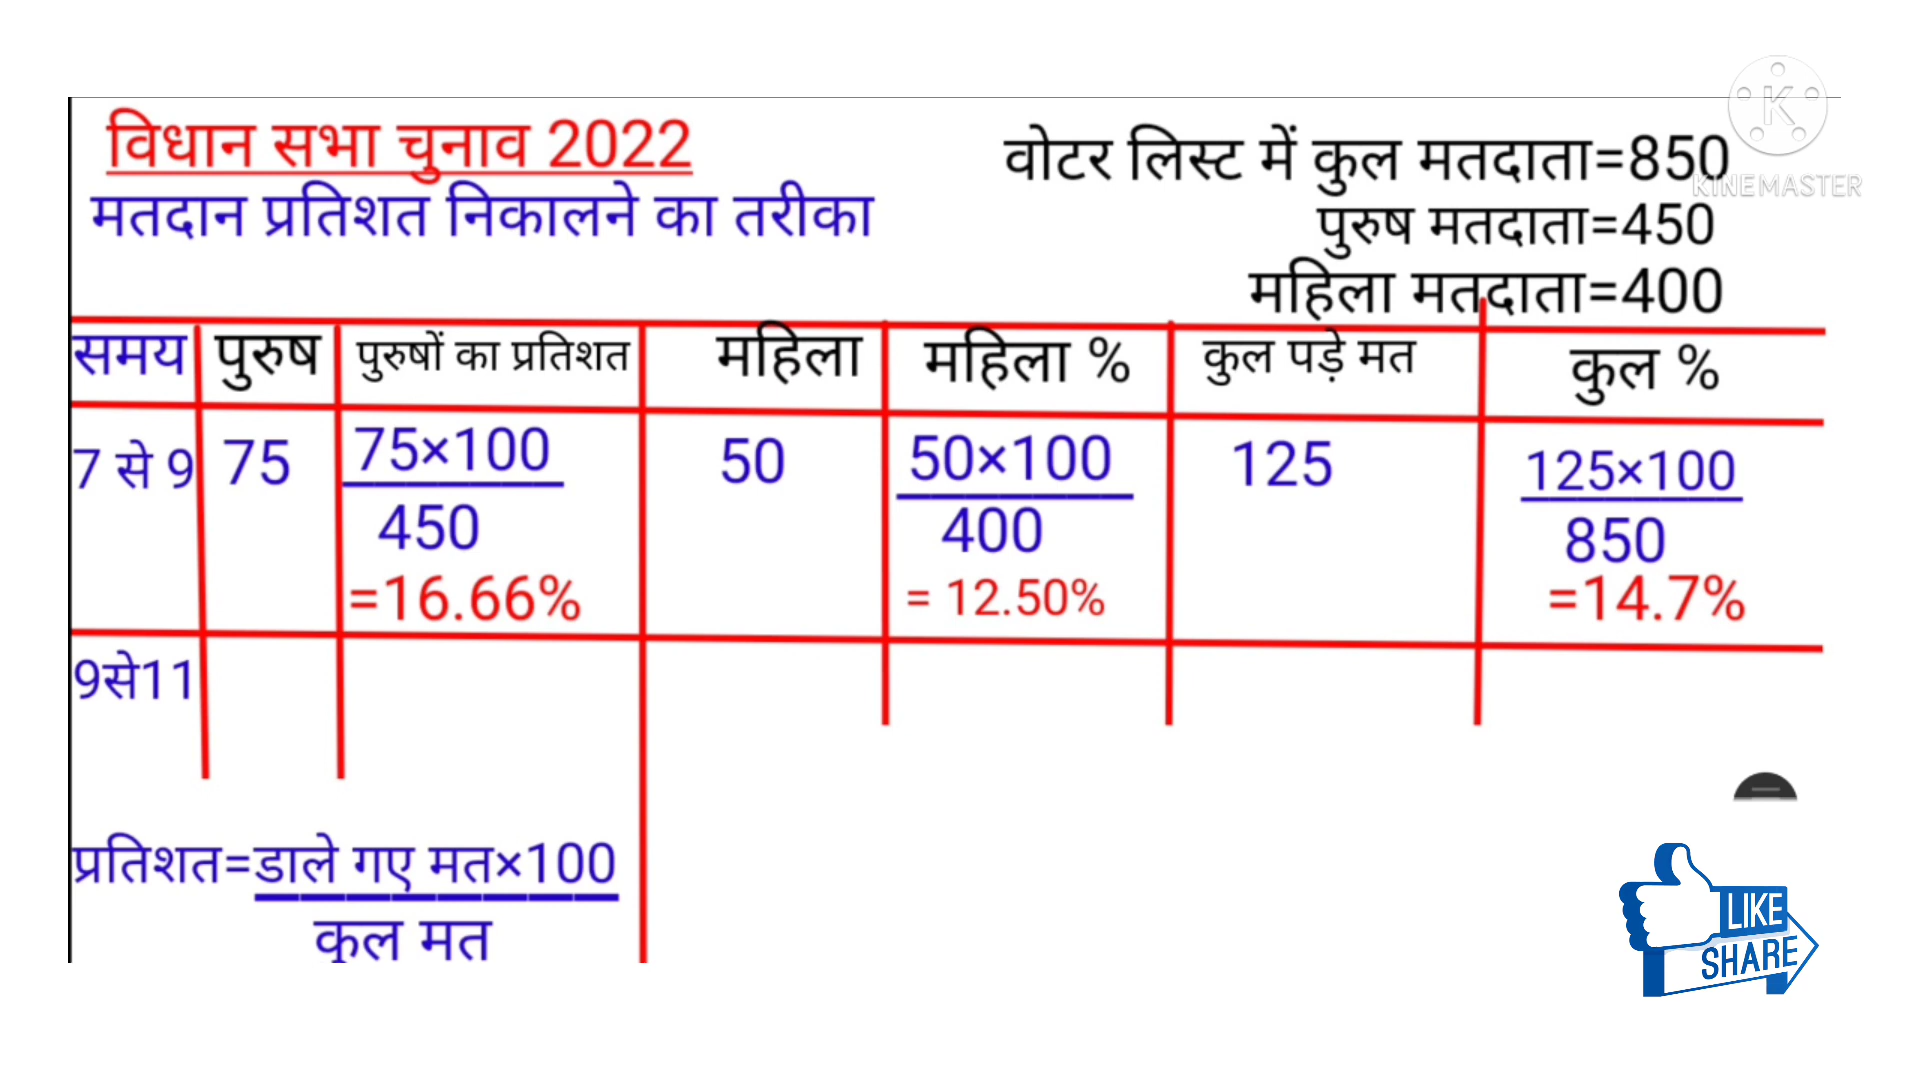 विधान सभा चुनाव 2022
मतदान प्रतिशत निकालने का तरीका
वोटर लिस्ट में कुल मतदाता=850
पुरुष मतदाता=450
महिला मतदाता=400
KINEMASTER
समय पुरुष पुरुषों का प्रतिशत महिला महिला % कुल पड़े मत कुल %
7 से 9 75 75×100 50 50×100 125 125×100
450 400 850
=16.66% = 12.50% =14.7%
9से11
प्रतिशत=डाले गए मत×100
कुल मत
LIKE
SHARE